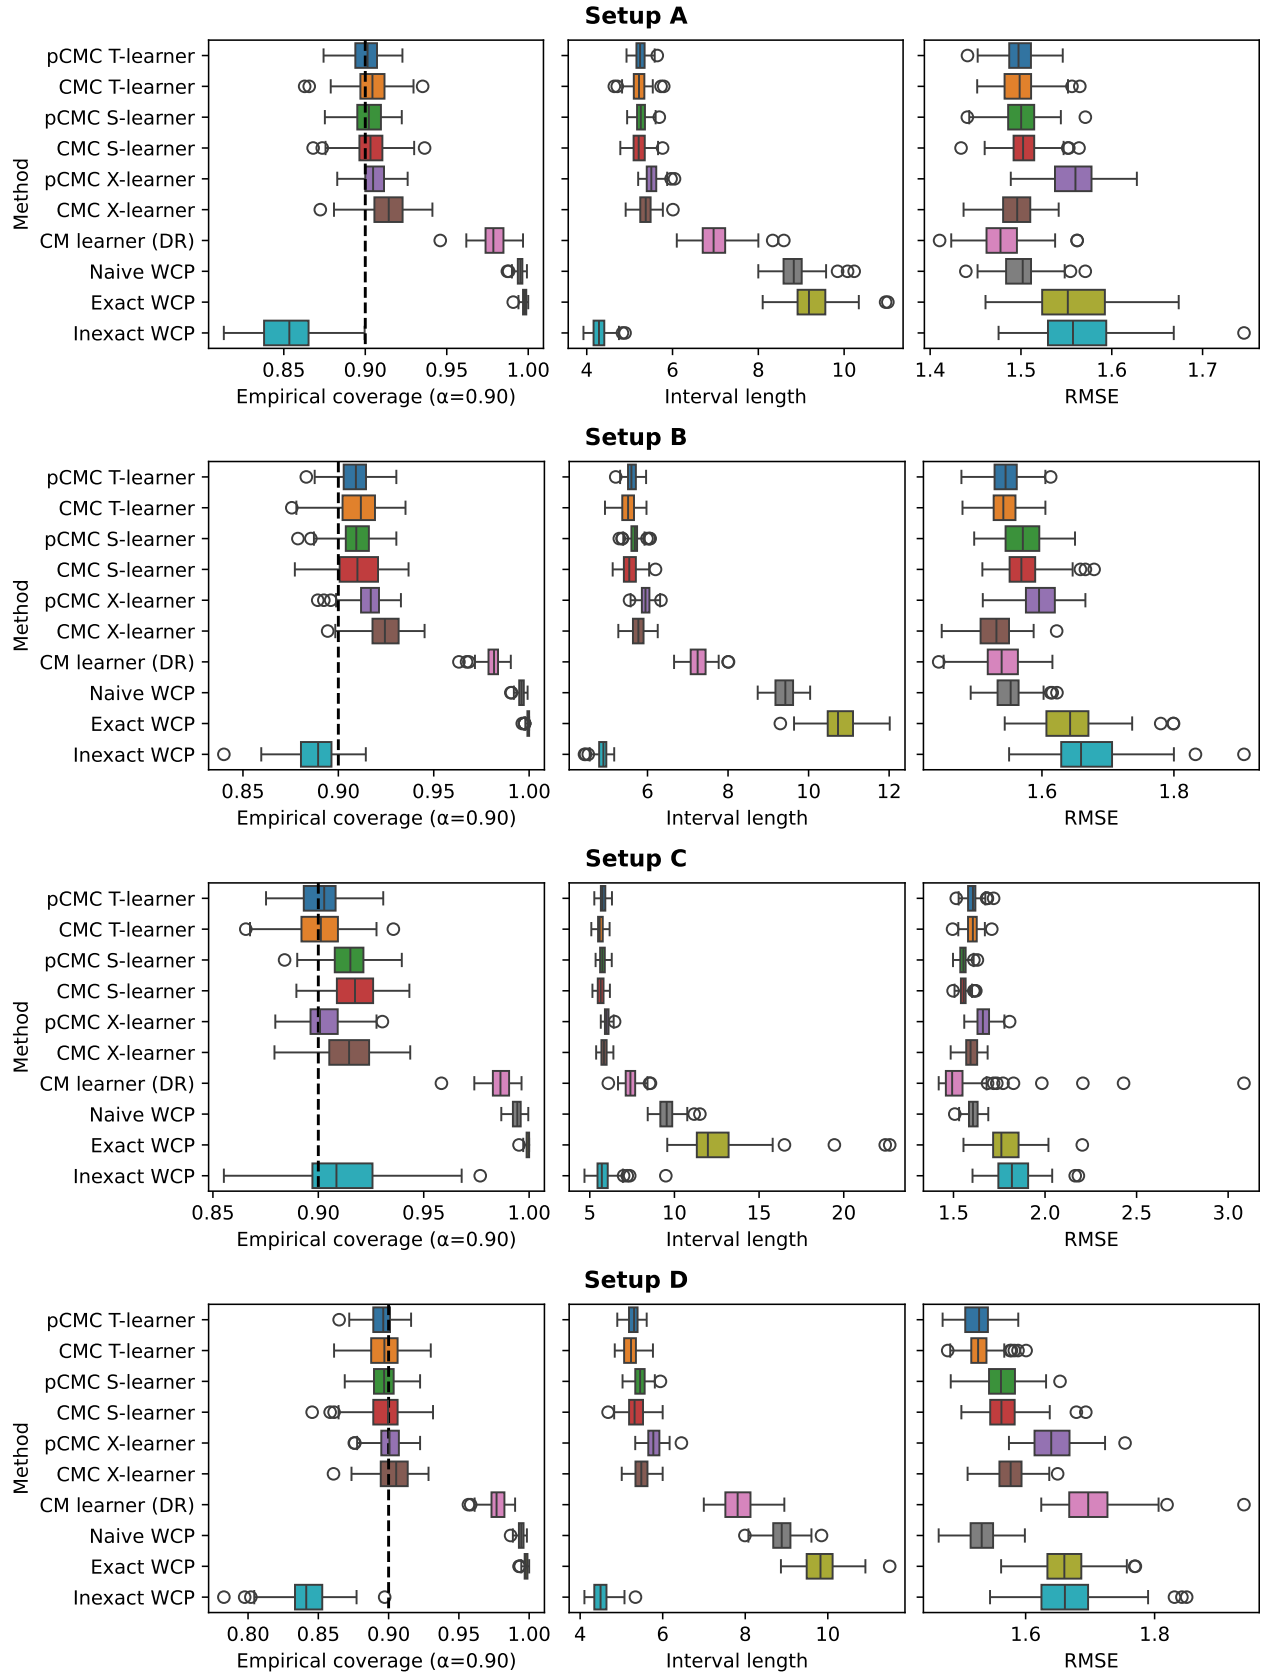 Setup A
Method
pCMC T-learner
CMC T-learner
pCMC S-learner
CMC S-learner
pCMC X-learner
CMC X-learner
CM learner (DR)
Naive WCP
Exact WCP
Inexact WCP
0.85 0.90 0.95 1.00
Empirical coverage (α=0.90)
4 6 8 10
Interval length
1.4 1.5 1.6 1.7
RMSE
Setup B
Method
pCMC T-learner
CMC T-learner
pCMC S-learner
CMC S-learner
pCMC X-learner
CMC X-learner
CM learner (DR)
Naive WCP
Exact WCP
Inexact WCP
0.85 0.90 0.95 1.00
Empirical coverage (α=0.90)
6 8 10 12
Interval length
1.6 1.8
RMSE
Setup C
Method
pCMC T-learner
CMC T-learner
pCMC S-learner
CMC S-learner
pCMC X-learner
CMC X-learner
CM learner (DR)
Naive WCP
Exact WCP
Inexact WCP
0.85 0.90 0.95 1.00
Empirical coverage (α=0.90)
5 10 15 20
Interval length
1.5 2.0 2.5 3.0
RMSE
Setup D
Method
pCMC T-learner
CMC T-learner
pCMC S-learner
CMC S-learner
pCMC X-learner
CMC X-learner
CM learner (DR)
Naive WCP
Exact WCP
Inexact WCP
0.80 0.85 0.90 0.95 1.00
Empirical coverage (α=0.90)
4 6 8 10
Interval length
1.6 1.8
RMSE